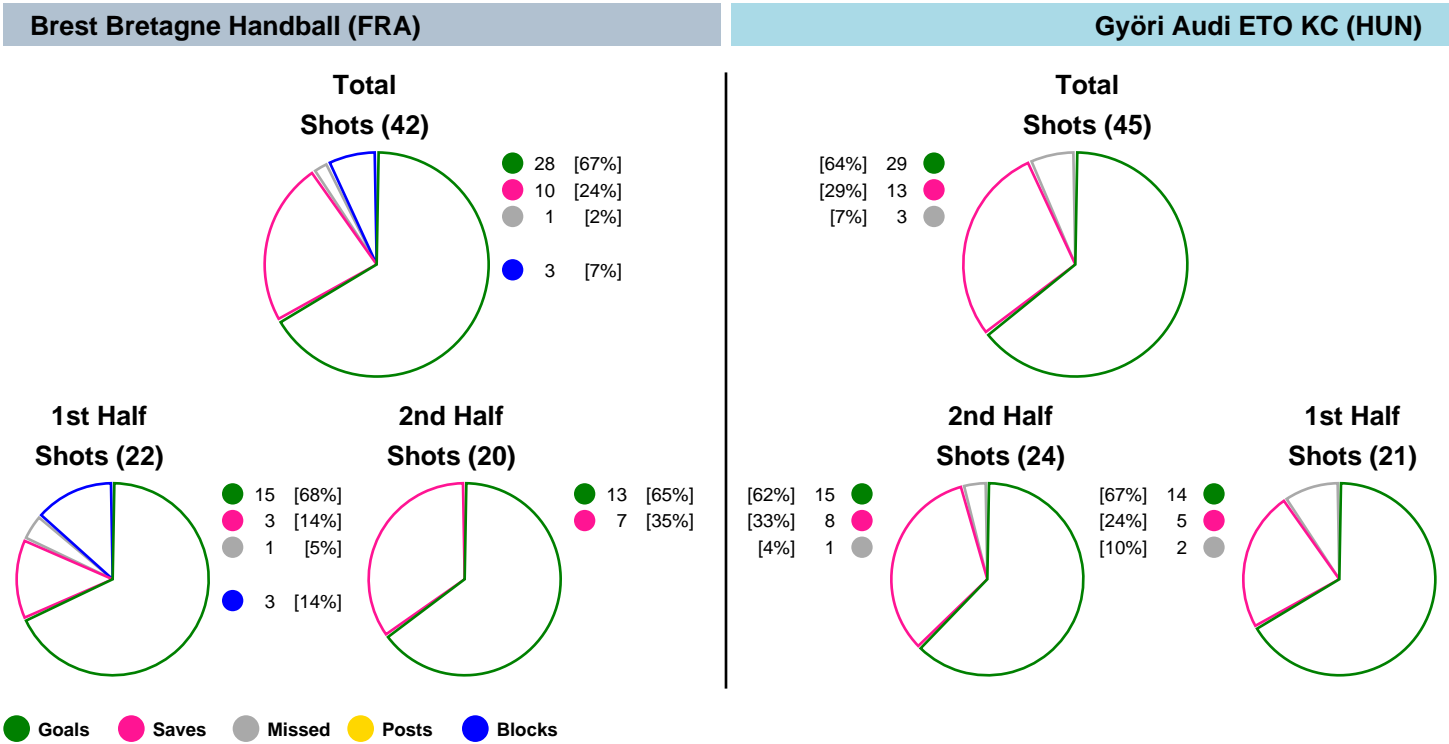 Brest Bretagne Handball (FRA)
Györi Audi ETO KC (HUN)
Total
Shots (42)
28 [67%]
10 [24%]
1 [2%]
3 [7%]
Total
Shots (45)
[64%] 29
[29%] 13
[7%] 3
1st Half
Shots (22)
15 [68%]
3 [14%]
1 [5%]
3 [14%]
2nd Half
Shots (20)
13 [65%]
7 [35%]
2nd Half
Shots (24)
[62%] 15
[33%] 8
[4%] 1
1st Half
Shots (21)
[67%] 14
[24%] 5
[10%] 2
Goals Saves Missed Posts Blocks